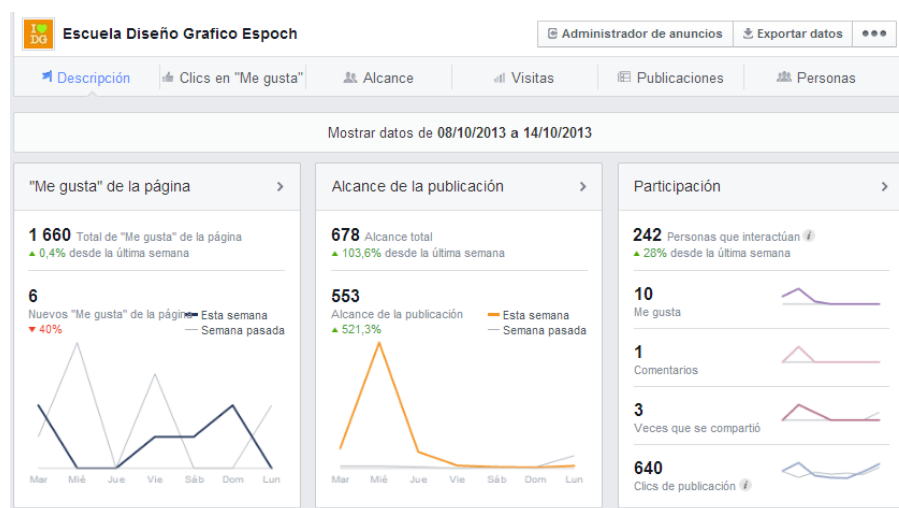 I ♥ DG
Escuela Diseño Grafico Espoch
Administrador de anuncios
Exportar datos
Descripción
Clics en "Me gusta"
Alcance
Visitas
Publicaciones
Personas
Mostrar datos de 08/10/2013 a 14/10/2013
"Me gusta" de la página
1 660 Total de "Me gusta" de la página
0,4% desde la última semana
6
Nuevos "Me gusta" de la página
40%
Esta semana
Semana pasada
Mar Mié Jue Vie Sáb Dom Lun
Alcance de la publicación
678 Alcance total
103,6% desde la última semana
553
Alcance de la publicación
521,3%
Esta semana
Semana pasada
Mar Mié Jue Vie Sáb Dom Lun
Participación
242 Personas que interactúan i
28% desde la última semana
10
Me gusta
1
Comentarios
3
Veces que se compartió
640
Clics de publicación i